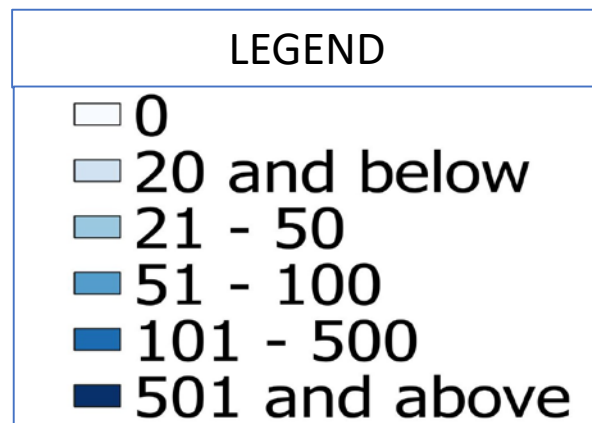 LEGEND
0
20 and below
21 - 50
51 - 100
101 - 500
501 and above